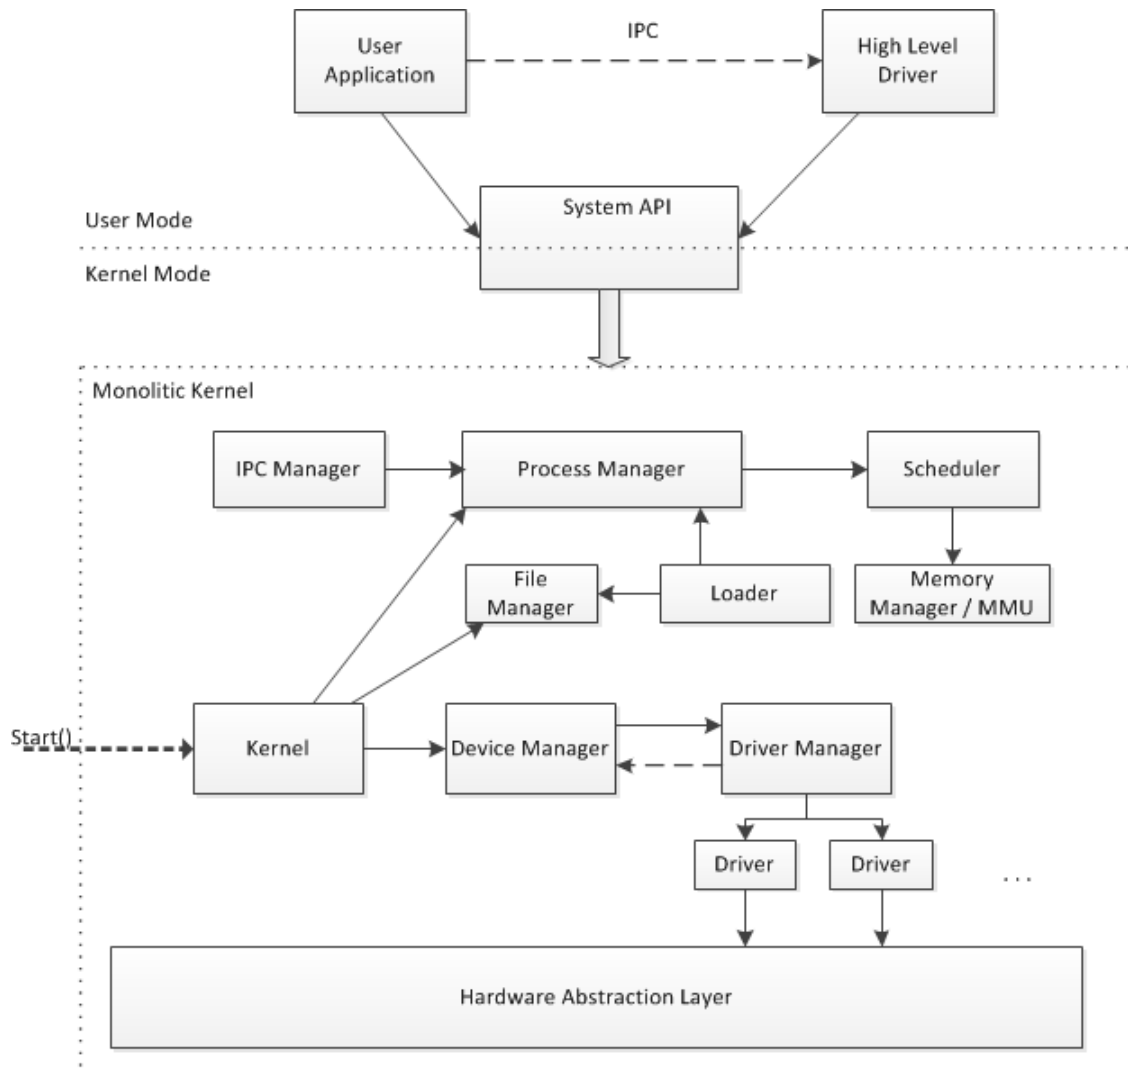 IPC
User
Application
High Level
Driver
System API
User Mode
Kernel Mode
Monolitic Kernel
IPC Manager
Process Manager
Scheduler
File
Manager
Loader
Memory
Manager / MMU
Start()
Kernel
Device Manager
Driver Manager
Driver
Driver
...
Hardware Abstraction Layer